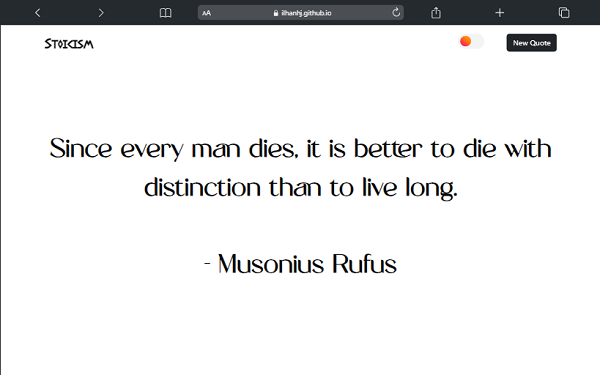 AA ilhanhj.github.io
STOICISM
New Quote
Since every man dies, it is better to die with
distinction than to live long.
- Musonius Rufus